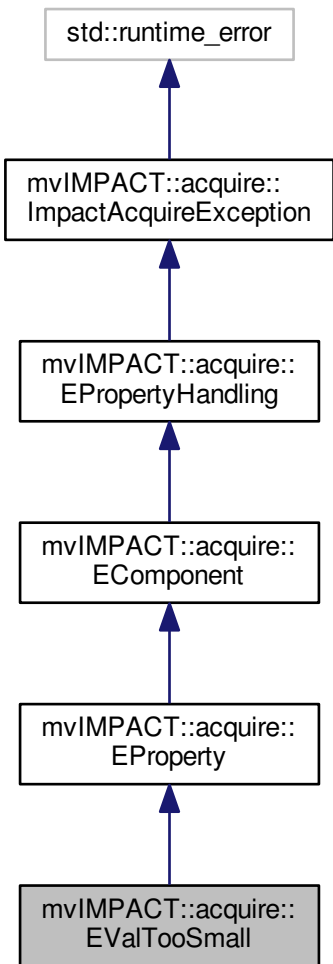 std::runtime_error
mvIMPACT::acquire::
ImpactAcquireException
mvIMPACT::acquire::
EPropertyHandling
mvIMPACT::acquire::
EComponent
mvIMPACT::acquire::
EProperty
mvIMPACT::acquire::
EValTooSmall